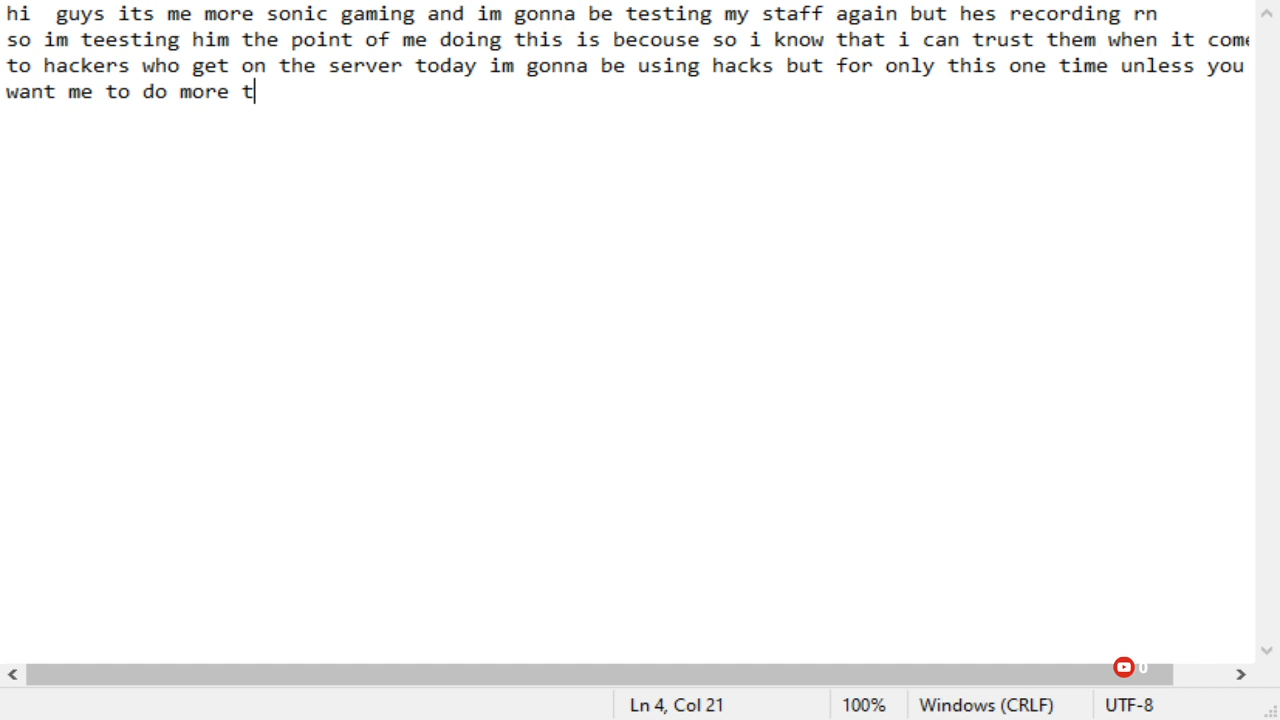 hi  guys its me more sonic gaming and im gonna be testing my staff again but hes recording rn
so im teesting him the point of me doing this is becouse so i know that i can trust them when it come
to hackers who get on the server today im gonna be using hacks but for only this one time unless you
want me to do more t
0
Ln 4, Col 21 100% Windows (CRLF) UTF-8